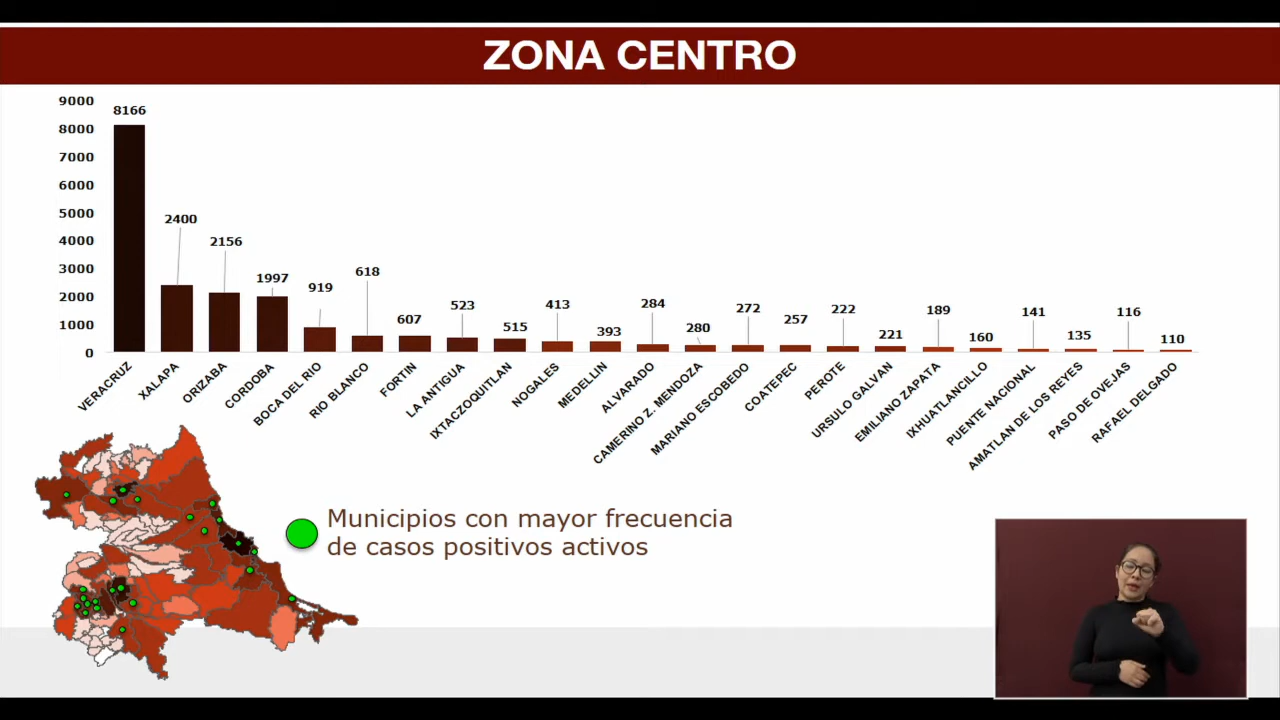 ZONA CENTRO
9000
8000
7000
6000
5000
4000
3000
2000
1000
0
8166
2400
2156
1997
919
618
607
523
515
413
393
284
280
272
257
222
221
189
160
141
135
116
110
VERACRUZ
XALAPA
ORIZABA
CORDOBA
BOCA DEL RIO
RIO BLANCO
FORTIN
LA ANTIGUA
IXTACZOQUITLAN
NOGALES
MEDELLIN
ALVARADO
CAMERINO Z. MENDOZA
MARIANO ESCOBEDO
COATEPEC
PEROTE
URSULO GALVAN
EMILIANO ZAPATA
IXHUATLANCILLO
PUENTE NACIONAL
AMATLAN DE LOS REYES
PASO DE OVEJAS
RAFAEL DELGADO
Municipios con mayor frecuencia
de casos positivos activos